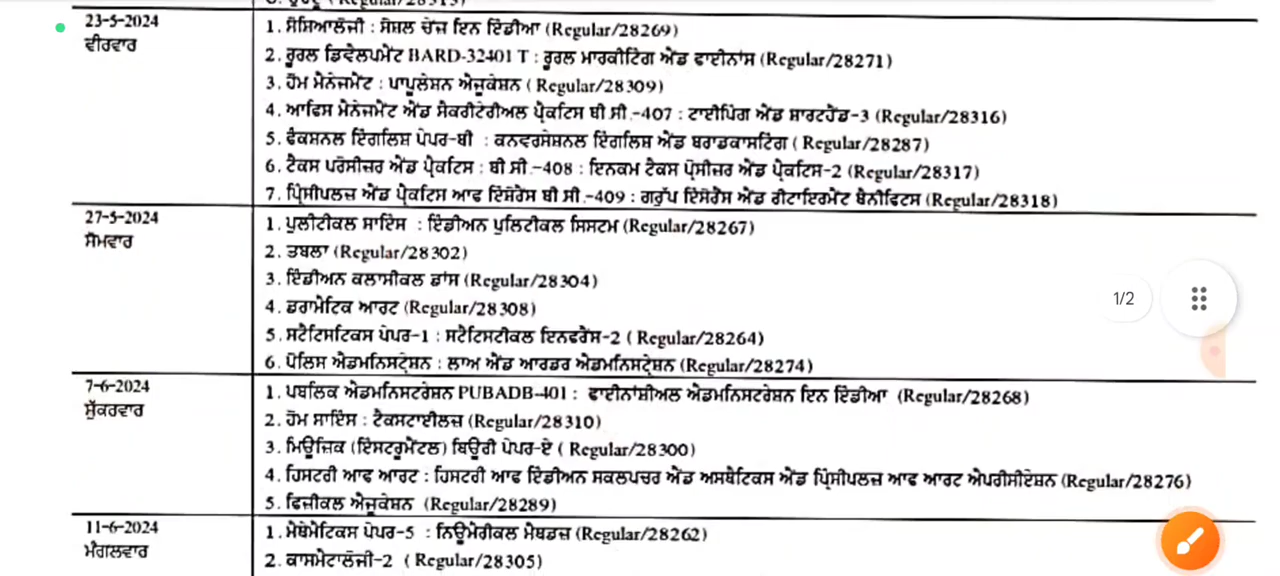 23-5-2024
ਵੀਰਵਾਰ
1. ਸੋਸਿਆਲੋਜੀ : ਸੋਸ਼ਲ ਚੇਂਜ ਇਨ ਇੰਡੀਆ (Regular/28269)
2. ਰੂਰਲ ਡਿਵੈਲਪਮੈਂਟ BARD-32401 T : ਰੂਰਲ ਮਾਰਕੀਟਿੰਗ ਐਂਡ ਫਾਈਨਾਂਸ (Regular/28271)
3. ਹੋਮ ਮੈਨੇਜਮੈਂਟ : ਪਾਪੂਲੇਸ਼ਨ ਐਜੂਕੇਸ਼ਨ ( Regular/28309)
4. ਆਫਿਸ ਮੈਨੇਜਮੈਂਟ ਐਂਡ ਸੈਕਰੀਟੇਰੀਅਲ ਪ੍ਰੈਕਟਿਸ ਬੀ ਸੀ.-407 : ਟਾਈਪਿੰਗ ਐਂਡ ਸ਼ਾਰਟਹੈਂਡ-3 (Regular/28316)
5. ਫੰਕਸ਼ਨਲ ਇੰਗਲਿਸ਼ ਪੇਪਰ-ਬੀ : ਕਨਵਰਸੇਸ਼ਨਲ ਇੰਗਲਿਸ਼ ਐਂਡ ਬਰਾਡਕਾਸਟਿੰਗ ( Regular/28287)
6. ਟੈਕਸ ਪਰੋਸੀਜਰ ਐਂਡ ਪ੍ਰੈਕਟਿਸ : ਬੀ ਸੀ.-408 : ਇਨਕਮ ਟੈਕਸ ਪ੍ਰੋਸੀਜ਼ਰ ਐਂਡ ਪ੍ਰੈਕਟਿਸ-2 (Regular/28317)
7. ਪ੍ਰਿੰਸੀਪਲਜ਼ ਐਂਡ ਪ੍ਰੈਕਟਿਸ ਆਫ ਇੰਸੋਰੈਂਸ ਬੀ ਸੀ.-409 : ਗਰੁੱਪ ਇੰਸੋਰੈਂਸ ਐਂਡ ਰੀਟਾਇਰਮੈਂਟ ਬੈਨੀਫਿਟਸ (Regular/28318)
27-5-2024
ਸੋਮਵਾਰ
1. ਪੁਲੀਟੀਕਲ ਸਾਇੰਸ : ਇੰਡੀਅਨ ਪੁਲਿਟੀਕਲ ਸਿਸਟਮ (Regular/28267)
2. ਤਬਲਾ (Regular/28302)
3. ਇੰਡੀਅਨ ਕਲਾਸੀਕਲ ਡਾਂਸ (Regular/28304)
4. ਡਰਾਮੈਟਿਕ ਆਰਟ (Regular/28308)
5. ਸਟੈਟਿਸਟਿਕਸ ਪੇਪਰ-1 : ਸਟੈਟਿਸਟੀਕਲ ਇਨਫਰੈਂਸ-2 ( Regular/28264)
6. ਪੋਲਿਸ ਐਡਮਨਿਸਟ੍ਰੇਸ਼ਨ : ਲਾਅ ਐਂਡ ਆਰਡਰ ਐਡਮਨਿਸਟ੍ਰੇਸ਼ਨ (Regular/28274)
7-6-2024
ਸ਼ੁੱਕਰਵਾਰ
1. ਪਬਲਿਕ ਐਡਮਨਿਸਟਰੇਸ਼ਨ PUBADB-401 : ਫਾਈਨਾਂਸ਼ੀਅਲ ਐਡਮਨਿਸਟਰੇਸ਼ਨ ਇਨ ਇੰਡੀਆ (Regular/28268)
2. ਹੋਮ ਸਾਇੰਸ : ਟੈਕਸਟਾਈਲਜ਼ (Regular/28310)
3. ਮਿਊਜ਼ਿਕ (ਇੰਸਟਰੂਮੈਂਟਲ) ਥਿਊਰੀ ਪੇਪਰ-ਏ ( Regular/28300)
4. ਹਿਸਟਰੀ ਆਫ ਆਰਟ : ਹਿਸਟਰੀ ਆਫ ਇੰਡੀਅਨ ਸਕਲਪਚਰ ਐਂਡ ਅਸਥੈਟਿਕਸ ਐਂਡ ਪ੍ਰਿੰਸੀਪਲਜ਼ ਆਫ ਆਰਟ ਐਪਰੀਸੀਏਸ਼ਨ (Regular/28276)
5. ਫਿਜ਼ੀਕਲ ਐਜੂਕੇਸ਼ਨ (Regular/28289)
11-6-2024
ਮੰਗਲਵਾਰ
1. ਮੈਥੇਮੈਟਿਕਸ ਪੇਪਰ-5 : ਨਿਊਮੈਰੀਕਲ ਮੈਥਡਜ਼ (Regular/28262)
2. ਕਾਸਮੈਟਾਲੋਜੀ-2 ( Regular/28305)
1/2